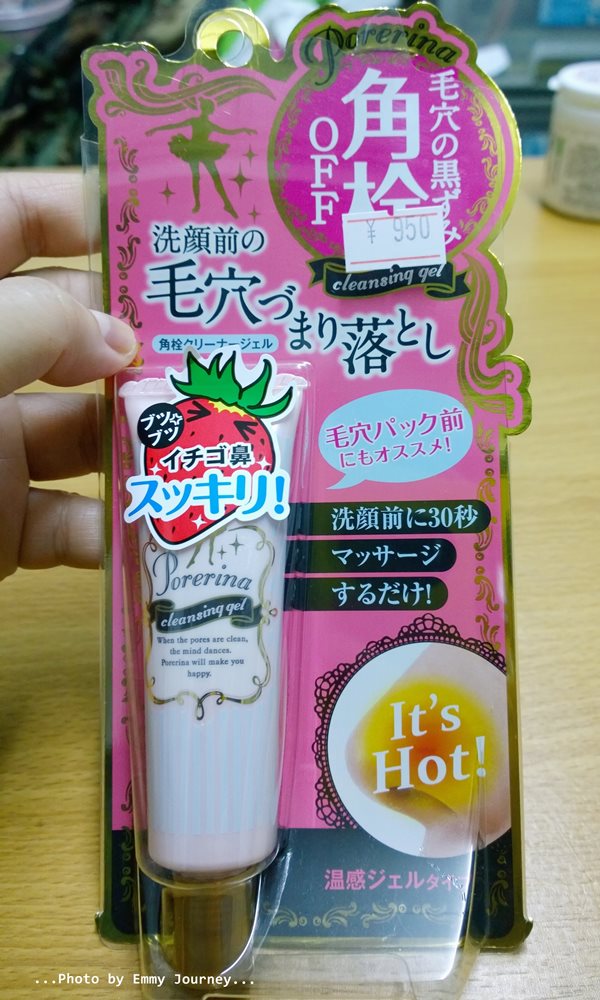 Porerina
毛穴の黒ずみ
角栓
OFF
¥ 950
cleansing gel
洗顔前の
毛穴づまり落とし
角栓クリーナージェル
ブツブツ
イチゴ鼻
スッキリ!
毛穴パック前
にもオススメ!
洗顔前に30秒
マッサージ
するだけ!
Porerina
cleansing gel
When the pores are clean,
the mind dances.
Porerina will make you
happy.
It's
Hot!
温感ジェルタイ
...Photo by Emmy Journey...